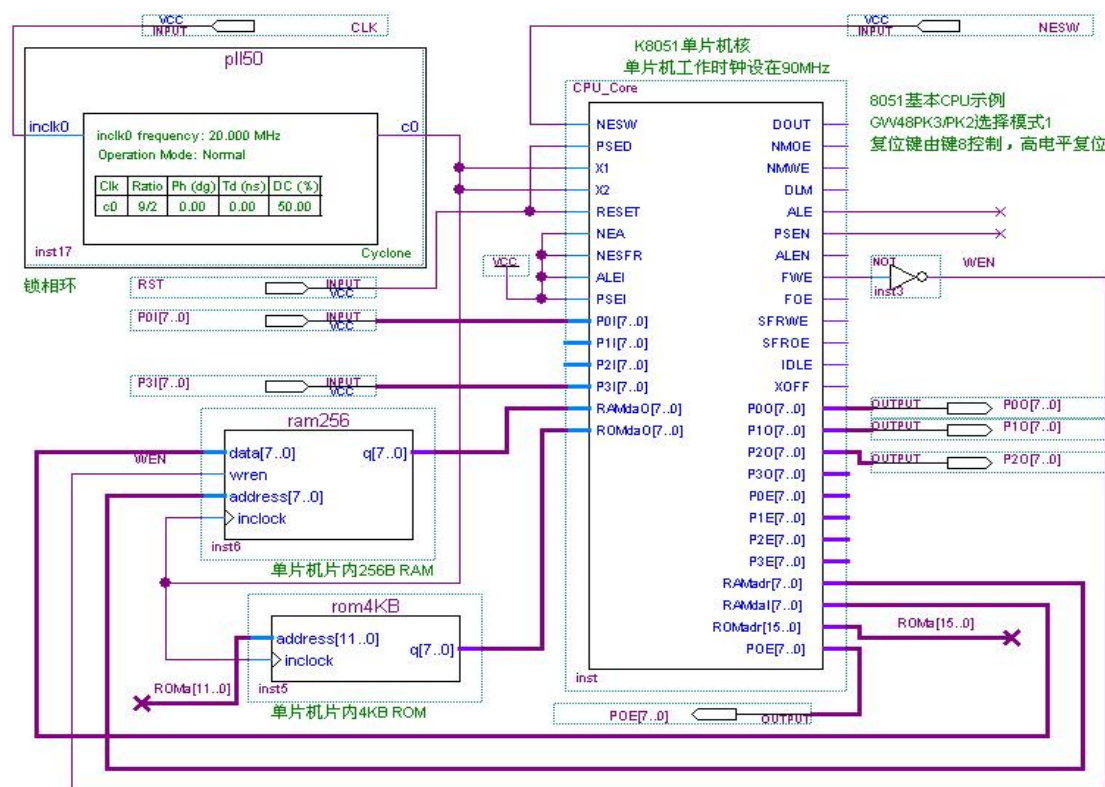 VCC
INPUT
CLK
VCC
INPUT
NESW
pll50
inclk0
c0
inclk0 frequency: 20.000 MHz
Operation Mode: Normal
Clk Ratio Ph (dg) Td (ns) DC (%)
c0 9/2 0.00 0.00 50.00
inst17
Cyclone
锁相环
K8051单片机核
单片机工作时钟设在90MHz
8051基本CPU示例
GW48PK3/PK2选择模式1
复位键由键8控制，高电平复位
CPU_Core
NESW
PSED
X1
X2
RESET
NEA
NESFR
ALEI
PSEI
P0I[7..0]
P1I[7..0]
P2I[7..0]
P3I[7..0]
RAMdaO[7..0]
ROMdaO[7..0]
DOUT
NMOE
NMWE
DLM
ALE
PSEN
ALEN
FWE
FOE
SFRWE
SFROE
IDLE
XOFF
P0O[7..0]
P1O[7..0]
P2O[7..0]
P3O[7..0]
P0E[7..0]
P1E[7..0]
P2E[7..0]
P3E[7..0]
RAMadr[7..0]
RAMdaI[7..0]
ROMadr[15..0]
POE[7..0]
inst
VCC
NOT
inst3
WEN
RST
INPUT
VCC
P0I[7..0]
INPUT
VCC
P3I[7..0]
INPUT
VCC
OUTPUT
P0O[7..0]
OUTPUT
P1O[7..0]
OUTPUT
P2O[7..0]
ram256
WEN
data[7..0]
wren
address[7..0]
inclock
q[7..0]
inst6
单片机片内256B RAM
rom4KB
address[11..0]
inclock
q[7..0]
inst5
ROMa[11..0]
单片机片内4KB ROM
ROMa[15..0]
POE[7..0]
OUTPUT